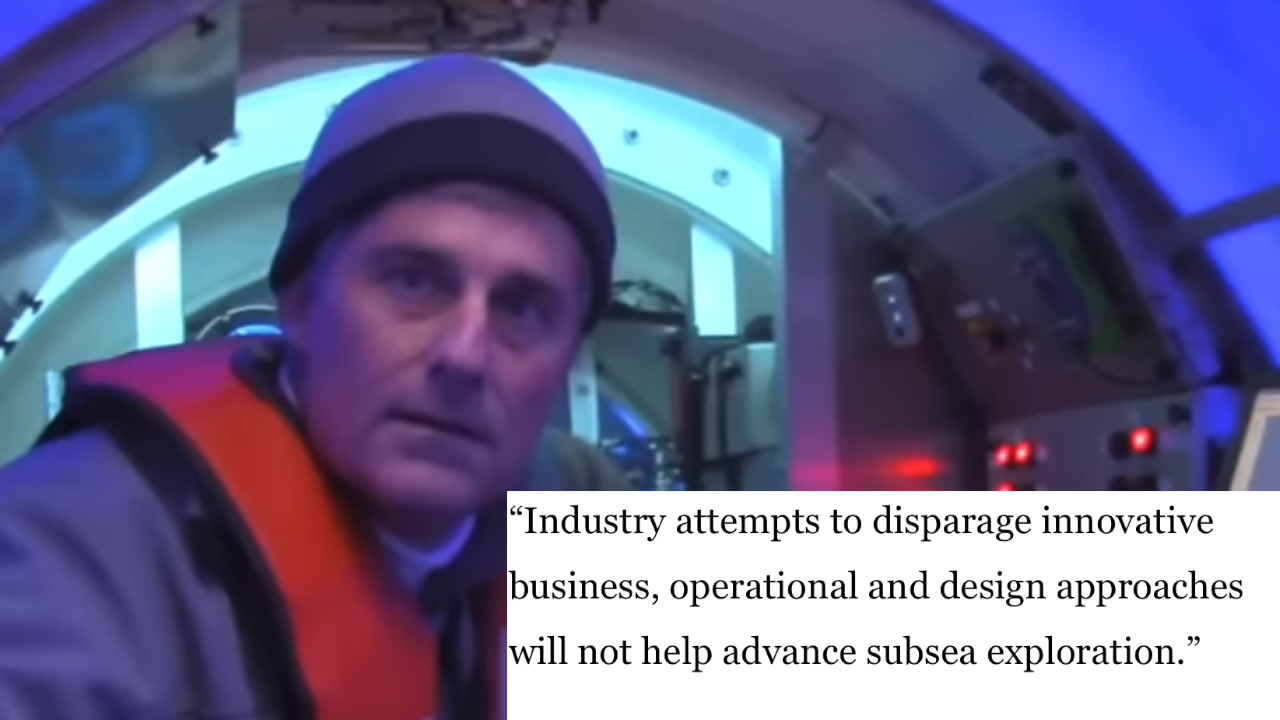 “Industry attempts to disparage innovative
business, operational and design approaches
will not help advance subsea exploration.”